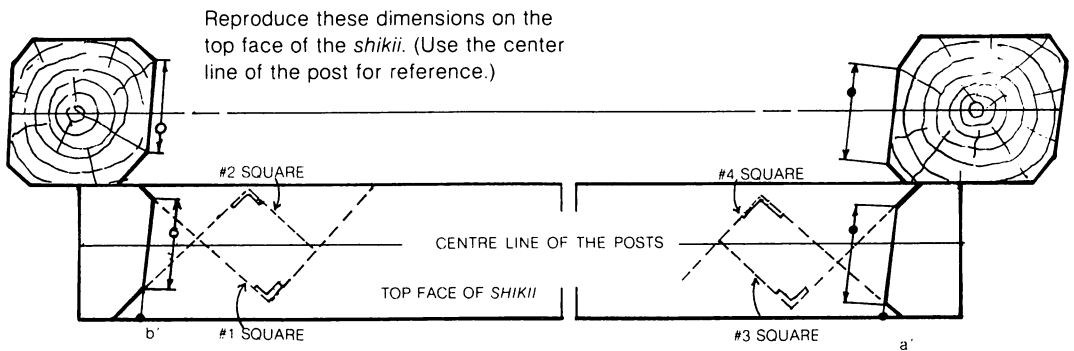 Reproduce these dimensions on the
top face of the shikii. (Use the center
line of the post for reference.)
#2 SQUARE
#4 SQUARE
CENTRE LINE OF THE POSTS
TOP FACE OF SHIKII
b′
#1 SQUARE
#3 SQUARE
a′